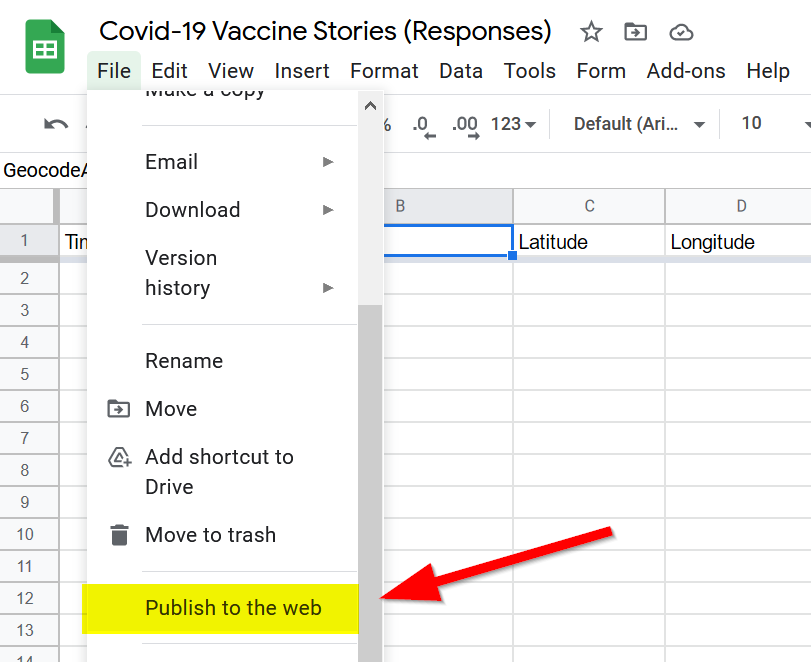 Covid-19 Vaccine Stories (Responses)
File Edit View Insert Format Data Tools Form Add-ons Help
Make a copy
% .0 .00 123 Default (Ari... 10
Email
GeocodeA
Download
B C D
1 Tim Latitude Longitude
Version
history
2
3
4
Rename
5
Move
6
7
Add shortcut to
8
Drive
9
Move to trash
10
11
Publish to the web
12
13
14